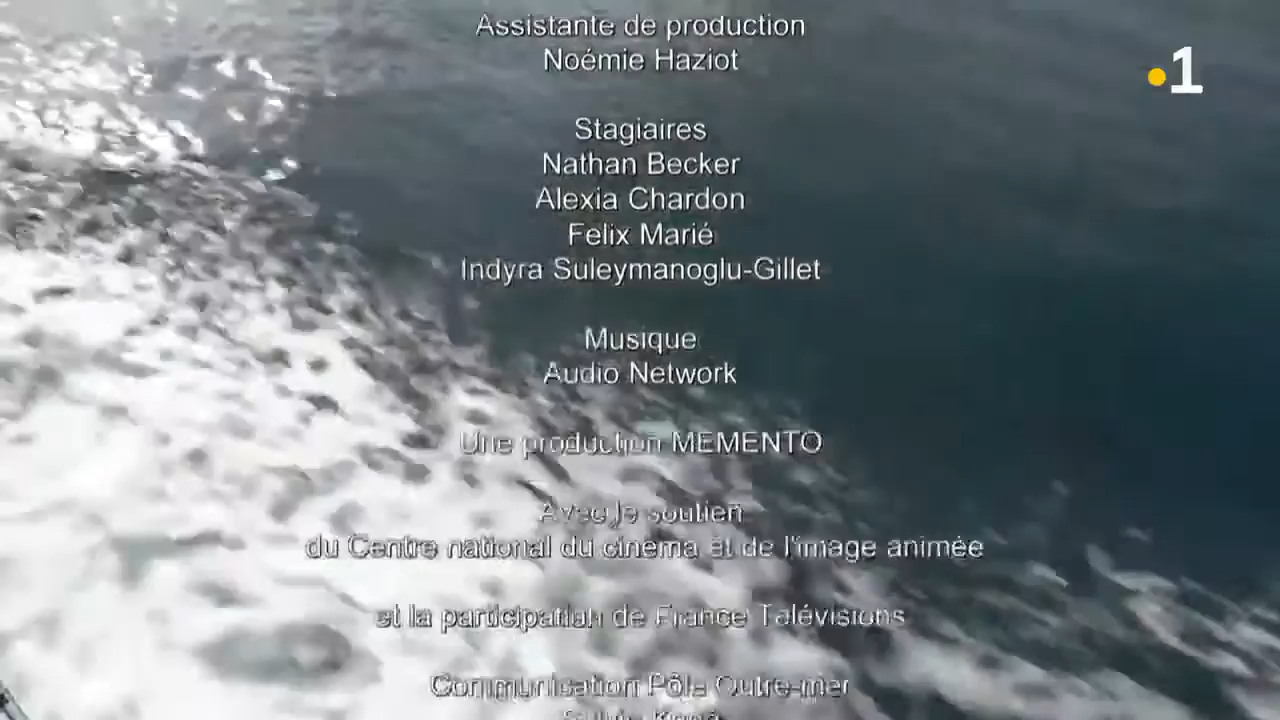 Assistante de production
Noémie Haziot
1
Stagiaires
Nathan Becker
Alexia Chardon
Felix Marié
Indyra Suleymanoglu-Gillet
Musique
Audio Network
Une production MEMENTO
Avec le soutien
du Centre national du cinéma et de l'image animée
et la participation de France Télévisions
Communication Pôle Outre-mer